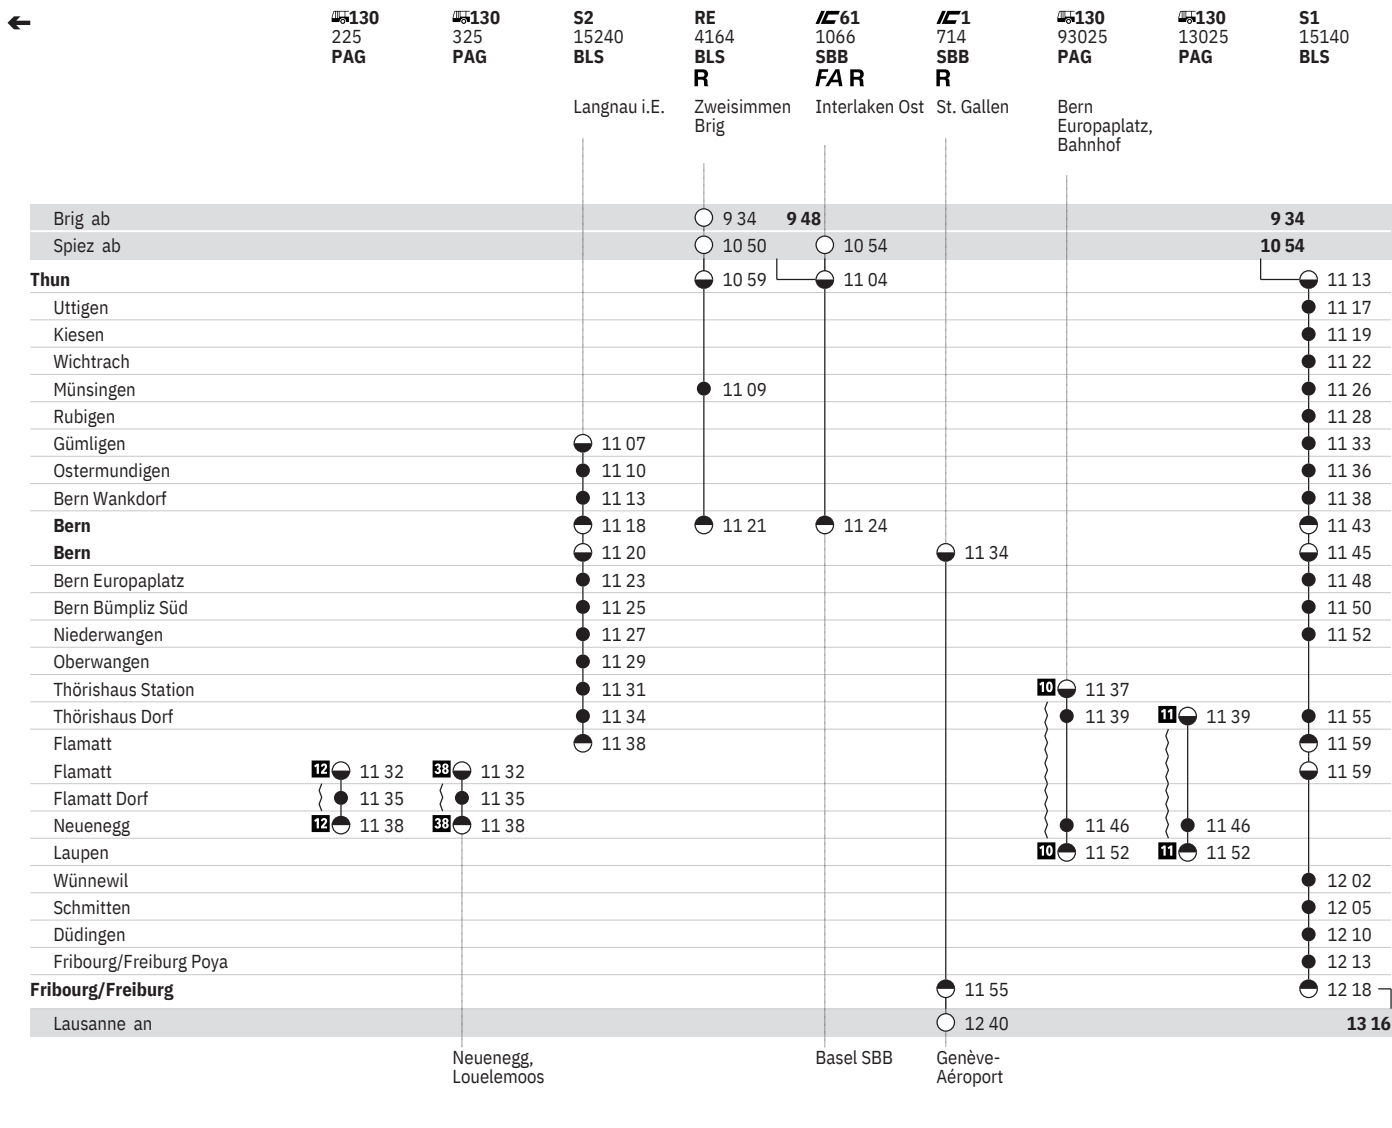 130 130 S2 RE IC61 IC1 130 130 S1
225 325 15240 4164 1066 714 93025 13025 15140
PAG PAG BLS BLS SBB SBB PAG PAG BLS
R FA R R
Langnau i.E. Zweisimmen Interlaken Ost St. Gallen Bern
Brig Europaplatz,
Bahnhof
Brig ab 9 34 9 48 9 34
Spiez ab 10 50 10 54 10 54
Thun 10 59 11 04 11 13
Uttigen 11 17
Kiesen 11 19
Wichtrach 11 22
Münsingen 11 09 11 26
Rubigen 11 28
Gümligen 11 07 11 33
Ostermundigen 11 10 11 36
Bern Wankdorf 11 13 11 38
Bern 11 18 11 21 11 24 11 43
Bern 11 20 11 34 11 45
Bern Europaplatz 11 23 11 48
Bern Bümpliz Süd 11 25 11 50
Niederwangen 11 27 11 52
Oberwangen 11 29
Thörishaus Station 11 31 10 11 37
Thörishaus Dorf 11 34 11 39 11 11 39 11 55
Flamatt 11 38 11 59
Flamatt 12 11 32 38 11 32 11 59
Flamatt Dorf 11 35 11 35
Neuenegg 12 11 38 38 11 38 11 46 11 46
Laupen 10 11 52 11 11 52
Wünnewil 12 02
Schmitten 12 05
Düdingen 12 10
Fribourg/Freiburg Poya 12 13
Fribourg/Freiburg 11 55 12 18
Lausanne an 12 40 13 16
Neuenegg, Basel SBB Genève-
Louelemoos Aéroport